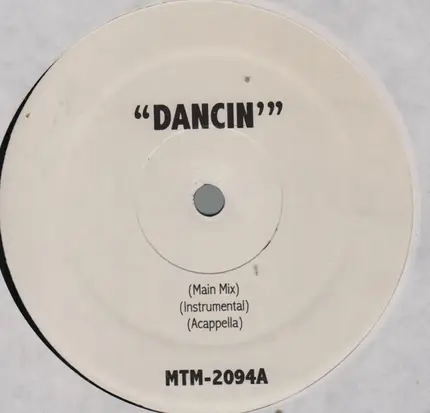 “DANCIN’”
(Main Mix)
(Instrumental)
(Acappella)
MTM-2094A